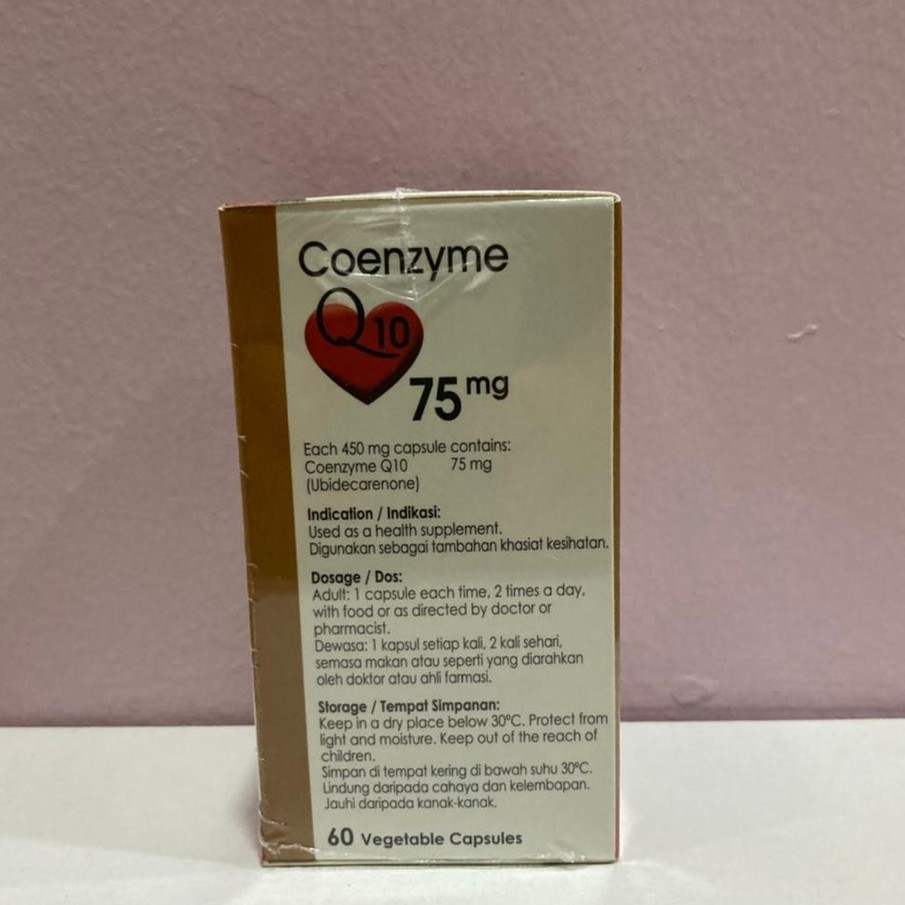 Coenzyme
Q10
75 mg
Each 450 mg capsule contains:
Coenzyme Q10 75 mg
(Ubidecarenone)
Indication / Indikasi:
Used as a health supplement.
Digunakan sebagai tambahan khasiat kesihatan.
Dosage / Dos:
Adult: 1 capsule each time, 2 times a day,
with food or as directed by doctor or
pharmacist.
Dewasa: 1 kapsul setiap kali, 2 kali sehari,
semasa makan atau seperti yang diarahkan
oleh doktor atau ahli farmasi.
Storage / Tempat Simpanan:
Keep in a dry place below 30°C. Protect from
light and moisture. Keep out of the reach of
children.
Simpan di tempat kering di bawah suhu 30°C.
Lindung daripada cahaya dan kelembapan.
Jauhi daripada kanak-kanak.
60 Vegetable Capsules